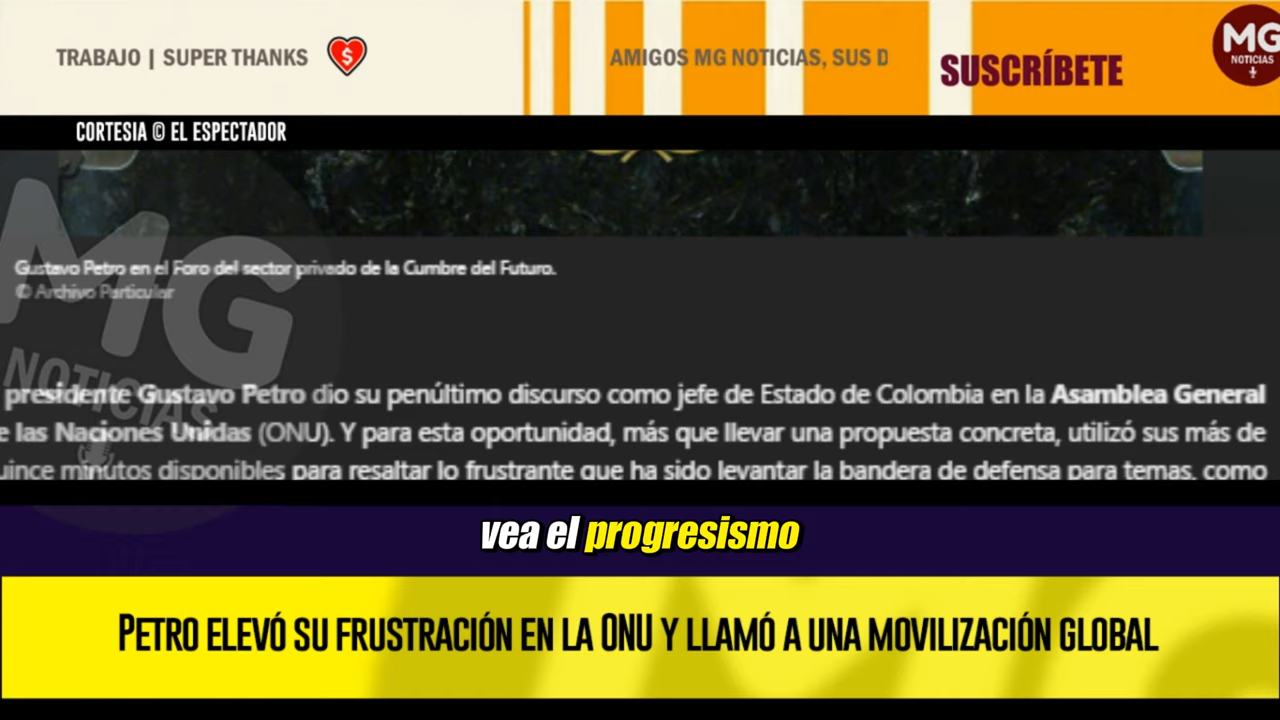 TRABAJO | SUPER THANKS
AMIGOS MG NOTICIAS, SUS D
SUSCRÍBETE
MG
NOTICIAS
CORTESIA © EL ESPECTADOR
MG
NOTICIAS
Gustavo Petro en el Foro del sector privado de la Cumbre del Futuro.
© Archivo Particular
presidente Gustavo Petro dio su penúltimo discurso como jefe de Estado de Colombia en la Asamblea General
e las Naciones Unidas (ONU). Y para esta oportunidad, más que llevar una propuesta concreta, utilizó sus más de
uince minutos disponibles para resaltar lo frustrante que ha sido levantar la bandera de defensa para temas, como
vea el progresismo
PETRO ELEVÓ SU FRUSTRACIÓN EN LA ONU Y LLAMÓ A UNA MOVILIZACIÓN GLOBAL